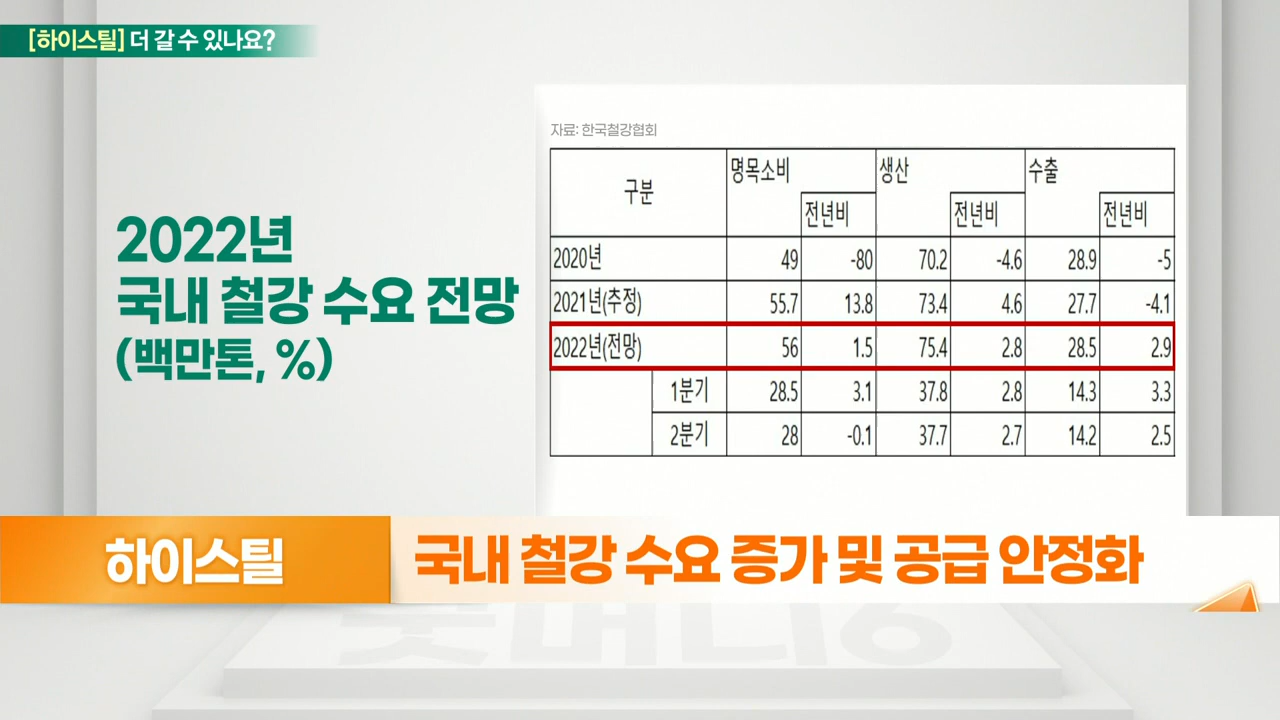 [하이스틸] 더 갈 수 있나요?
2022년
국내 철강 수요 전망
(백만톤, %)
자료: 한국철강협회
구분 명목소비 생산 수출
전년비 전년비 전년비
2020년 49 -80 70.2 -4.6 28.9 -5
2021년(추정) 55.7 13.8 73.4 4.6 27.7 -4.1
2022년(전망) 56 1.5 75.4 2.8 28.5 2.9
1분기 28.5 3.1 37.8 2.8 14.3 3.3
2분기 28 -0.1 37.7 2.7 14.2 2.5
하이스틸 국내 철강 수요 증가 및 공급 안정화